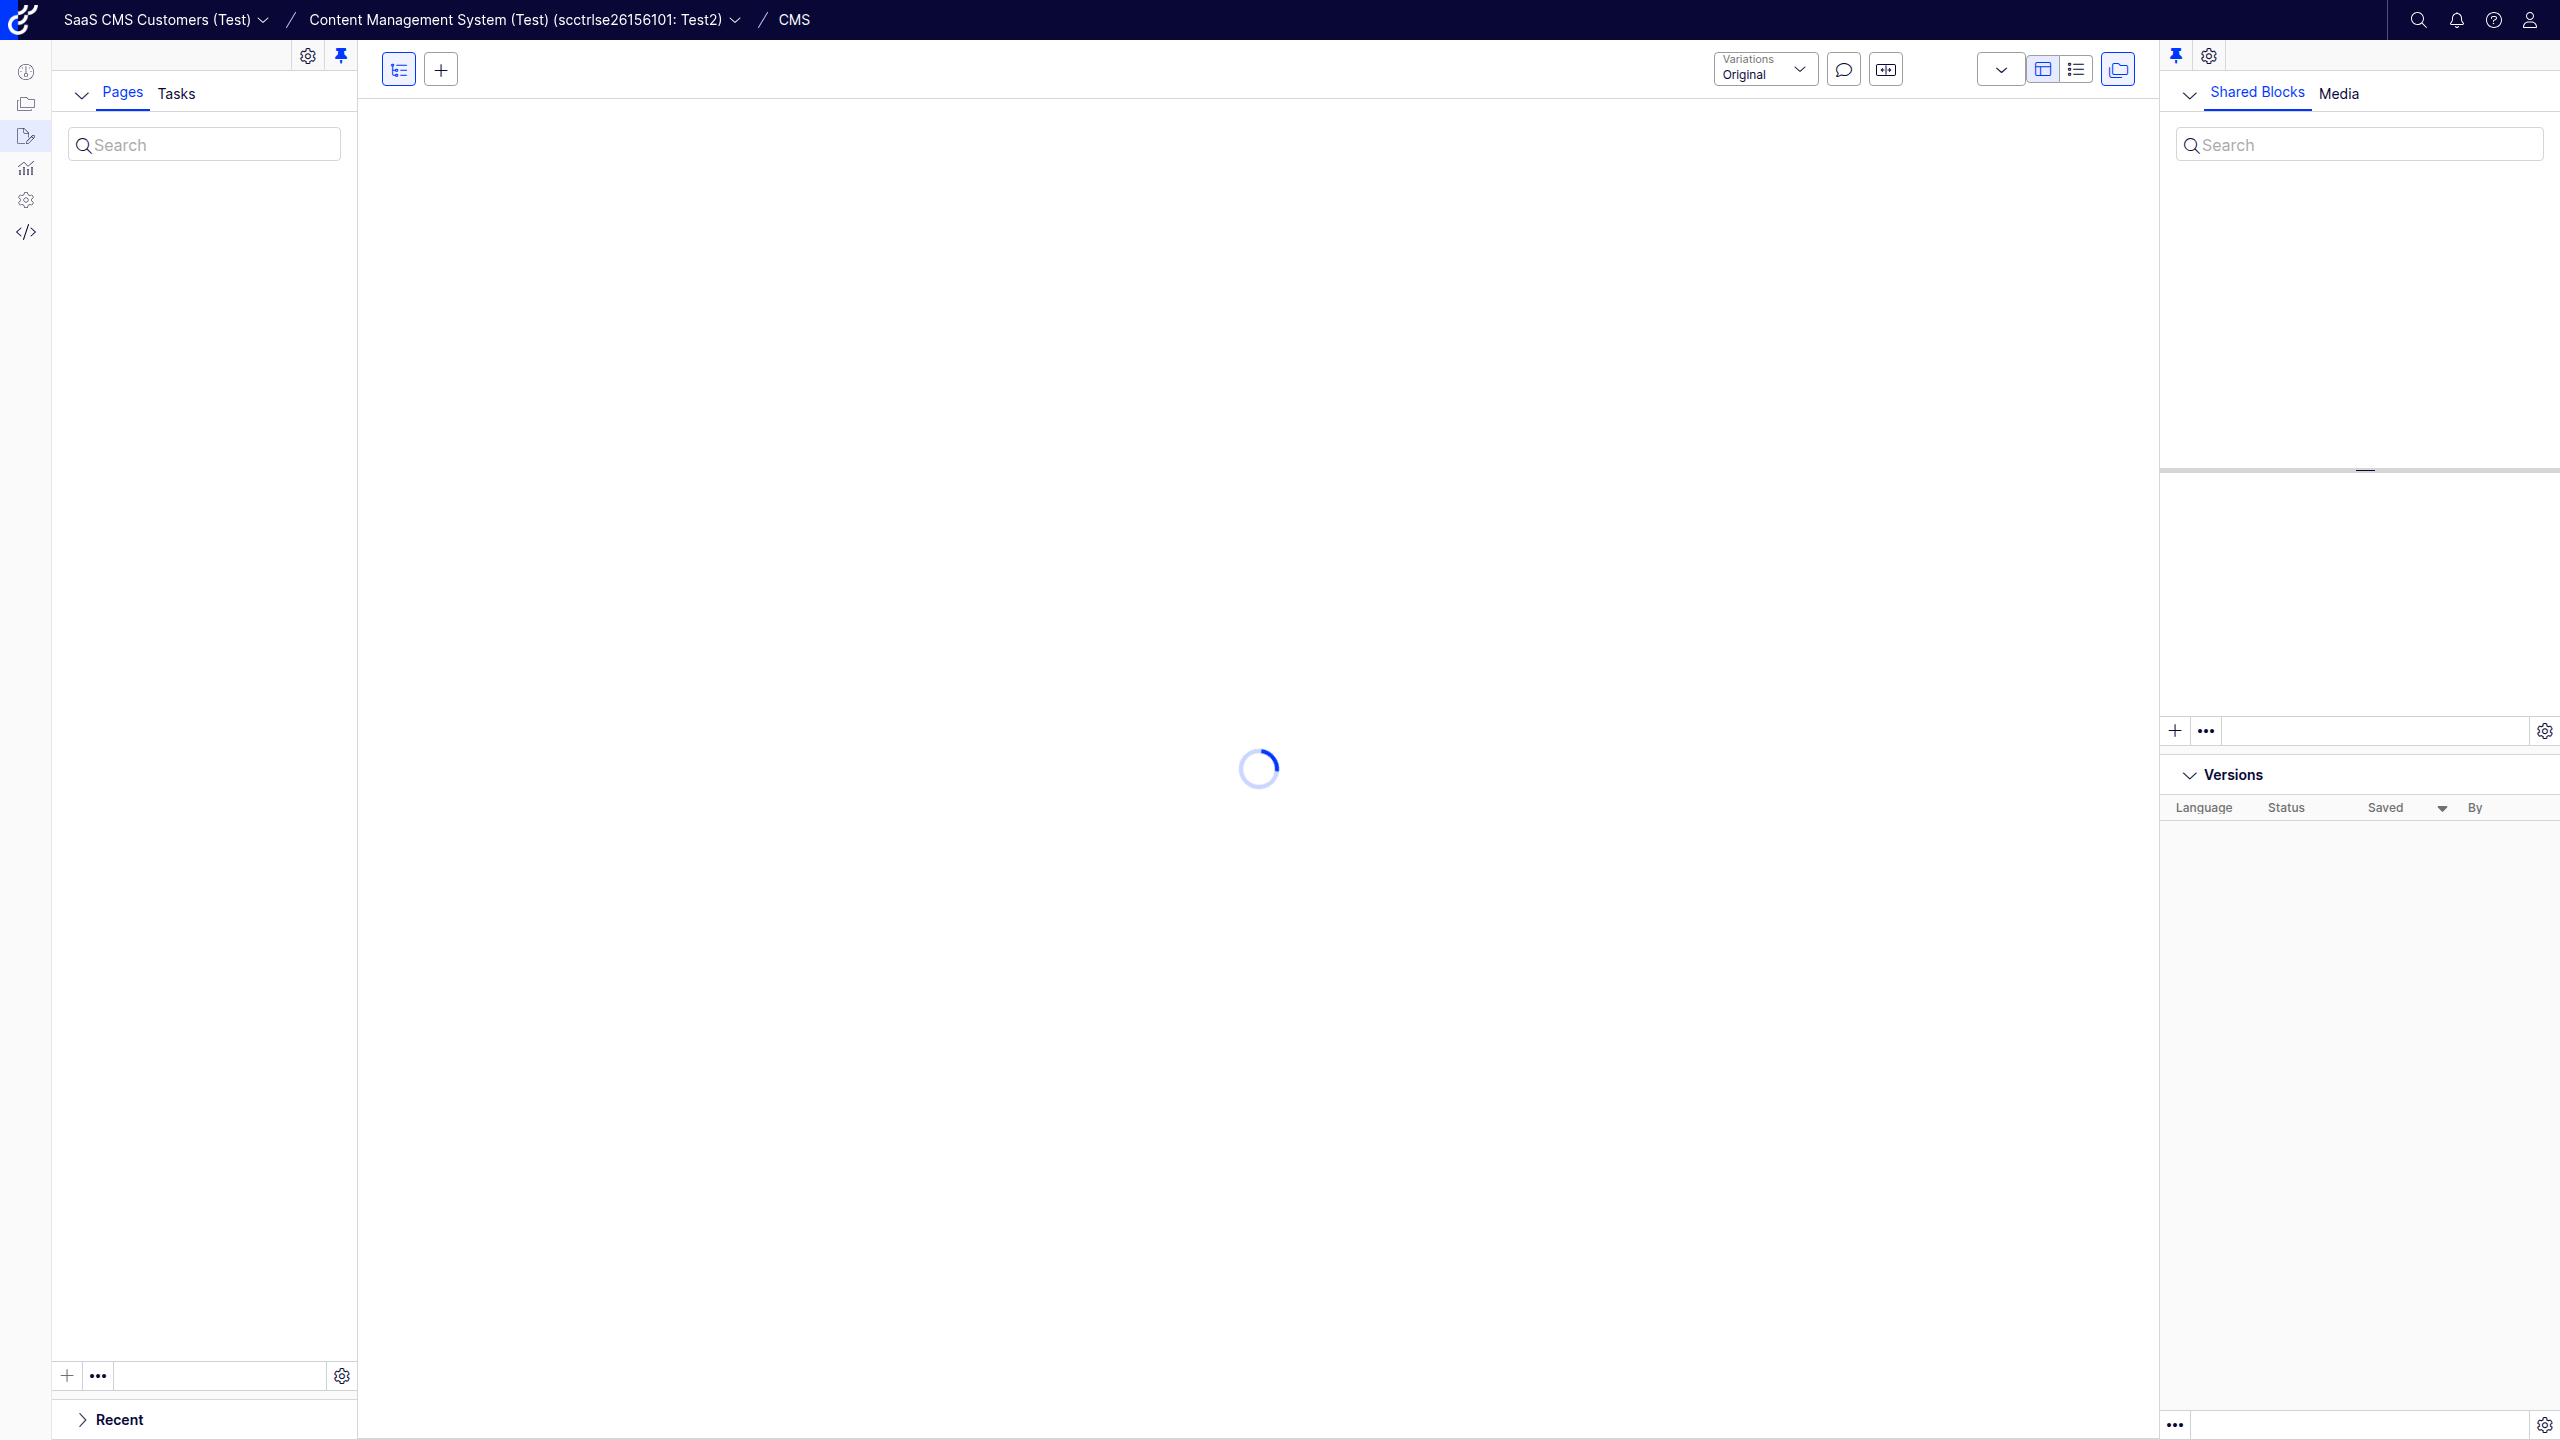 SaaS CMS Customers (Test) / Content Management System (Test) (scctrlse26156101: Test2) / CMS
Pages Tasks
Search
Variations
Original
Shared Blocks Media
Search
Versions
Language Status Saved By
Recent